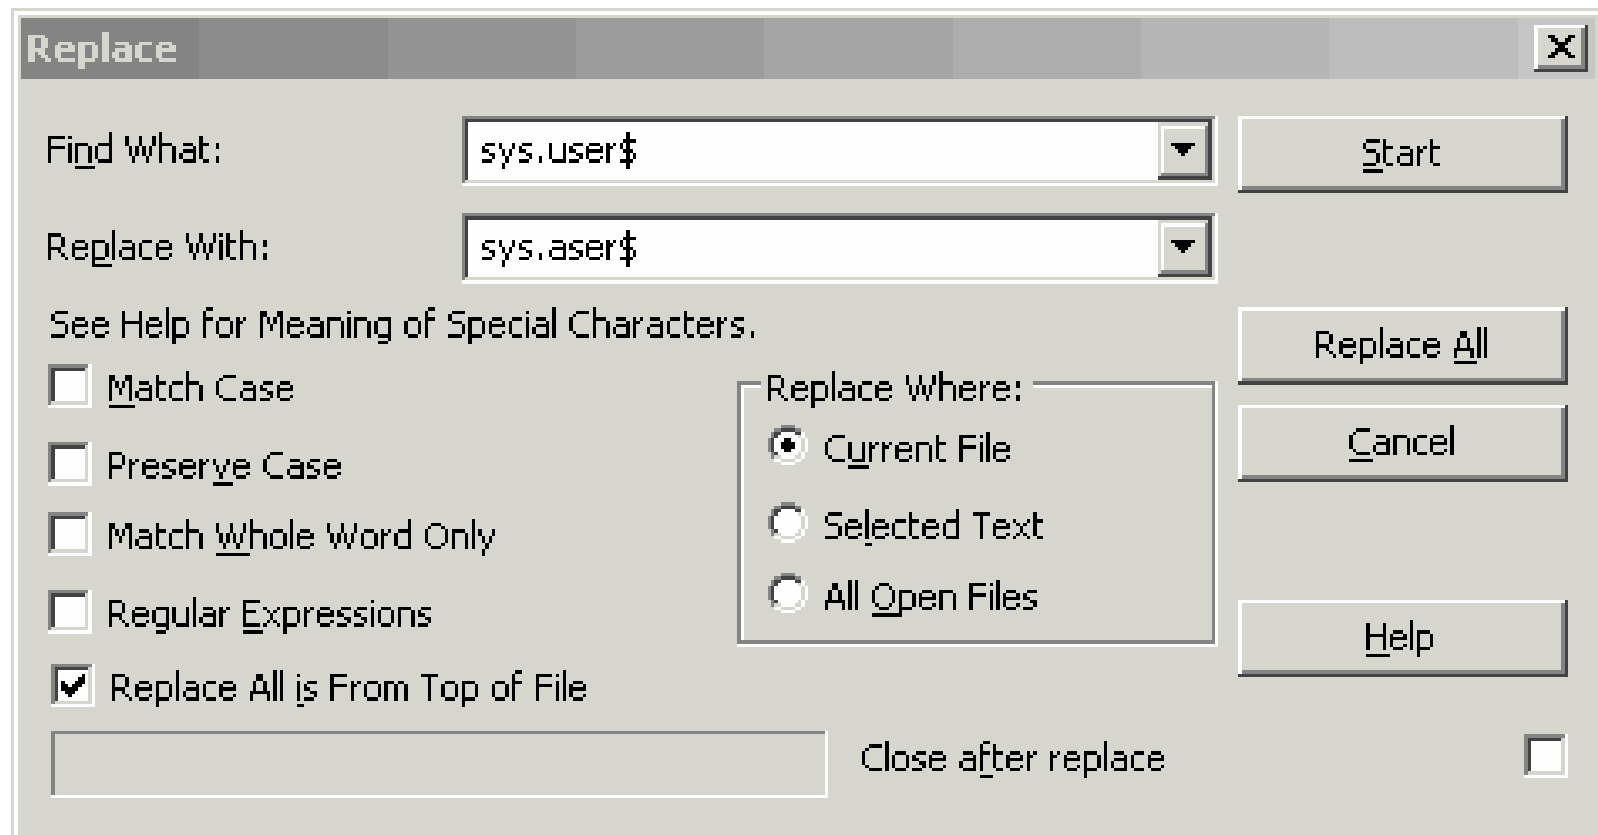 Replace
Find What:
sys.user$
Start
Replace With:
sys.aser$
See Help for Meaning of Special Characters.
Replace All
Match Case
Replace Where:
Current File
Cancel
Preserve Case
Selected Text
Match Whole Word Only
All Open Files
Regular Expressions
Help
Replace All is From Top of File
Close after replace